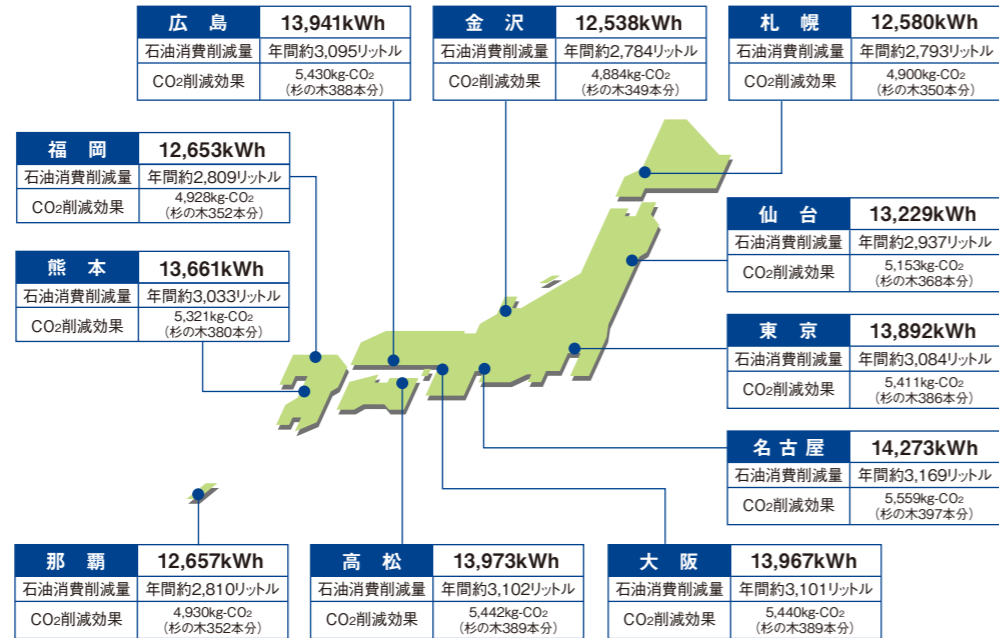 広島 13,941kWh
石油消費削減量 年間約3,095リットル
CO2削減効果 5,430kg-CO2
(杉の木388本分)
金沢 12,538kWh
石油消費削減量 年間約2,784リットル
CO2削減効果 4,884kg-CO2
(杉の木349本分)
札幌 12,580kWh
石油消費削減量 年間約2,793リットル
CO2削減効果 4,900kg-CO2
(杉の木350本分)
福岡 12,653kWh
石油消費削減量 年間約2,809リットル
CO2削減効果 4,928kg-CO2
(杉の木352本分)
仙台 13,229kWh
石油消費削減量 年間約2,937リットル
CO2削減効果 5,153kg-CO2
(杉の木368本分)
熊本 13,661kWh
石油消費削減量 年間約3,033リットル
CO2削減効果 5,321kg-CO2
(杉の木380本分)
東京 13,892kWh
石油消費削減量 年間約3,084リットル
CO2削減効果 5,411kg-CO2
(杉の木386本分)
名古屋 14,273kWh
石油消費削減量 年間約3,169リットル
CO2削減効果 5,559kg-CO2
(杉の木397本分)
那覇 12,657kWh
石油消費削減量 年間約2,810リットル
CO2削減効果 4,930kg-CO2
(杉の木352本分)
高松 13,973kWh
石油消費削減量 年間約3,102リットル
CO2削減効果 5,442kg-CO2
(杉の木389本分)
大阪 13,967kWh
石油消費削減量 年間約3,101リットル
CO2削減効果 5,440kg-CO2
(杉の木389本分)